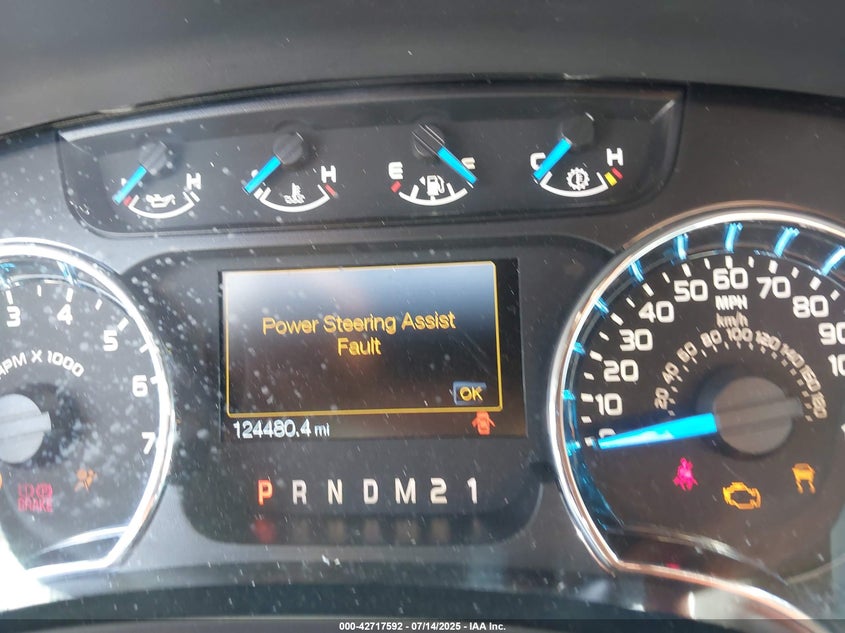 H
H
E
F
C
H
Power Steering Assist
Fault
OK
124480.4 mi
P R N D M 2 1
3
4
5
6
7
RPM X 1000
BRAKE
0
10
20
30
40
50
60
70
80
90
MPH
km/h
20
40
60
80
100
120
140
160
180
000-42717592 - 07/14/2025 - IAA Inc.